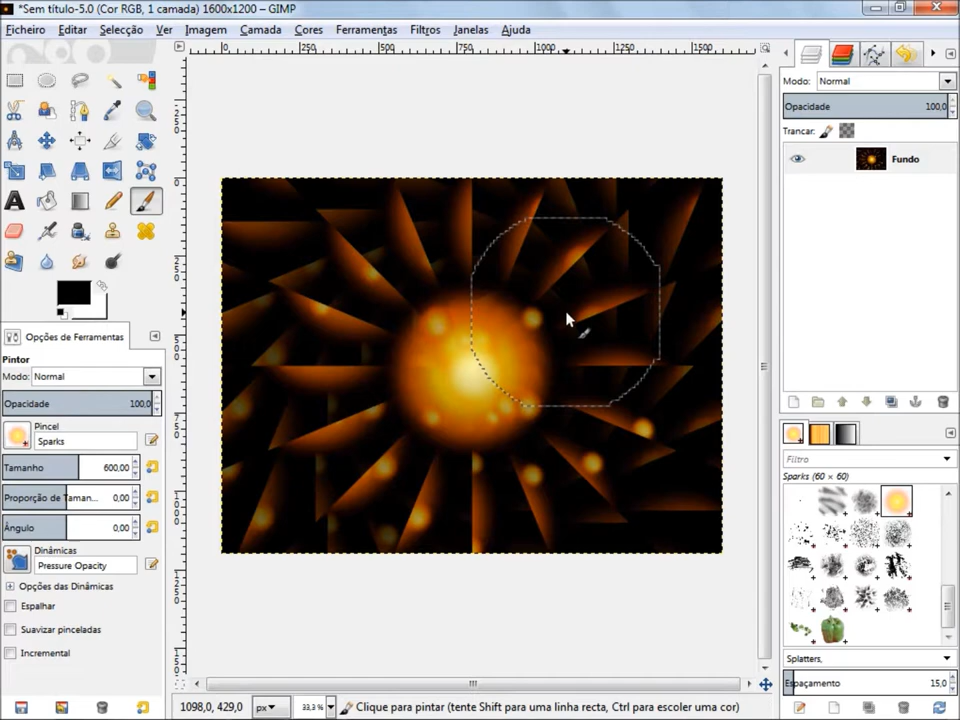 *Sem título-5.0 (Cor RGB, 1 camada) 1600x1200 – GIMP
Ficheiro Editar Selecção Ver Imagem Camada Cores Ferramentas Filtros Janelas Ajuda
0 250 500 750 1000 1250 1500
Modo: Normal
Opacidade 100,0
Trancar:
Fundo
Opções de Ferramentas
Pintor
Modo: Normal
Opacidade 100,0
Pincel
Sparks
Tamanho 600,00
Proporção de Taman... 0,00
Ângulo 0,00
Dinâmicas
Pressure Opacity
Opções das Dinâmicas
Espalhar
Suavizar pinceladas
Incremental
Filtro
Sparks (60 × 60)
Splatters,
Espaçamento 15,0
1098,0, 429,0 px 33,3 % Clique para pintar (tente Shift para uma linha recta, Ctrl para escolher uma cor)